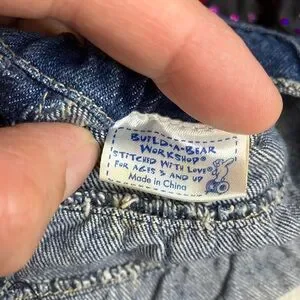 BUILD-A-BEAR
WORKSHOP®
STITCHED WITH LOVE®
FOR AGES 3 AND UP
Made in China